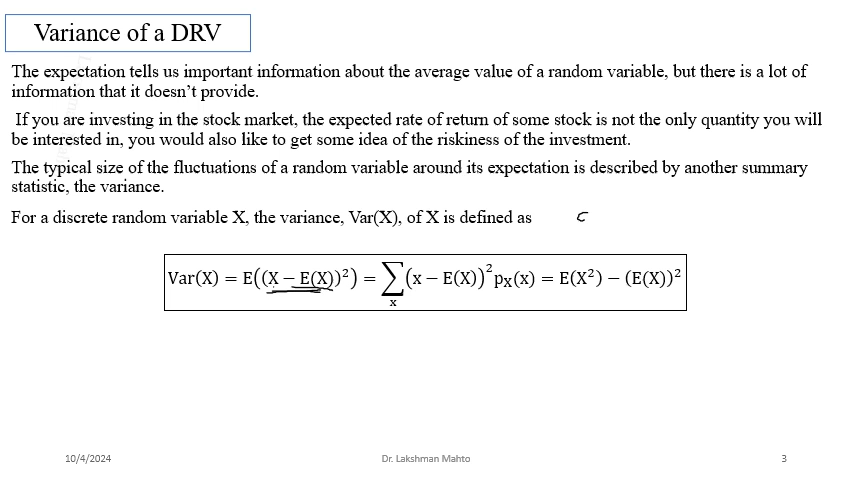 Variance of a DRV
The expectation tells us important information about the average value of a random variable, but there is a lot of
information that it doesn’t provide.
If you are investing in the stock market, the expected rate of return of some stock is not the only quantity you will
be interested in, you would also like to get some idea of the riskiness of the investment.
The typical size of the fluctuations of a random variable around its expectation is described by another summary
statistic, the variance.
For a discrete random variable X, the variance, Var(X), of X is defined as
Var(X) = E((X − E(X))²) = ∑ₓ (x − E(X))² pₓ(x) = E(X²) − (E(X))²
10/4/2024 Dr. Lakshman Mahto 3